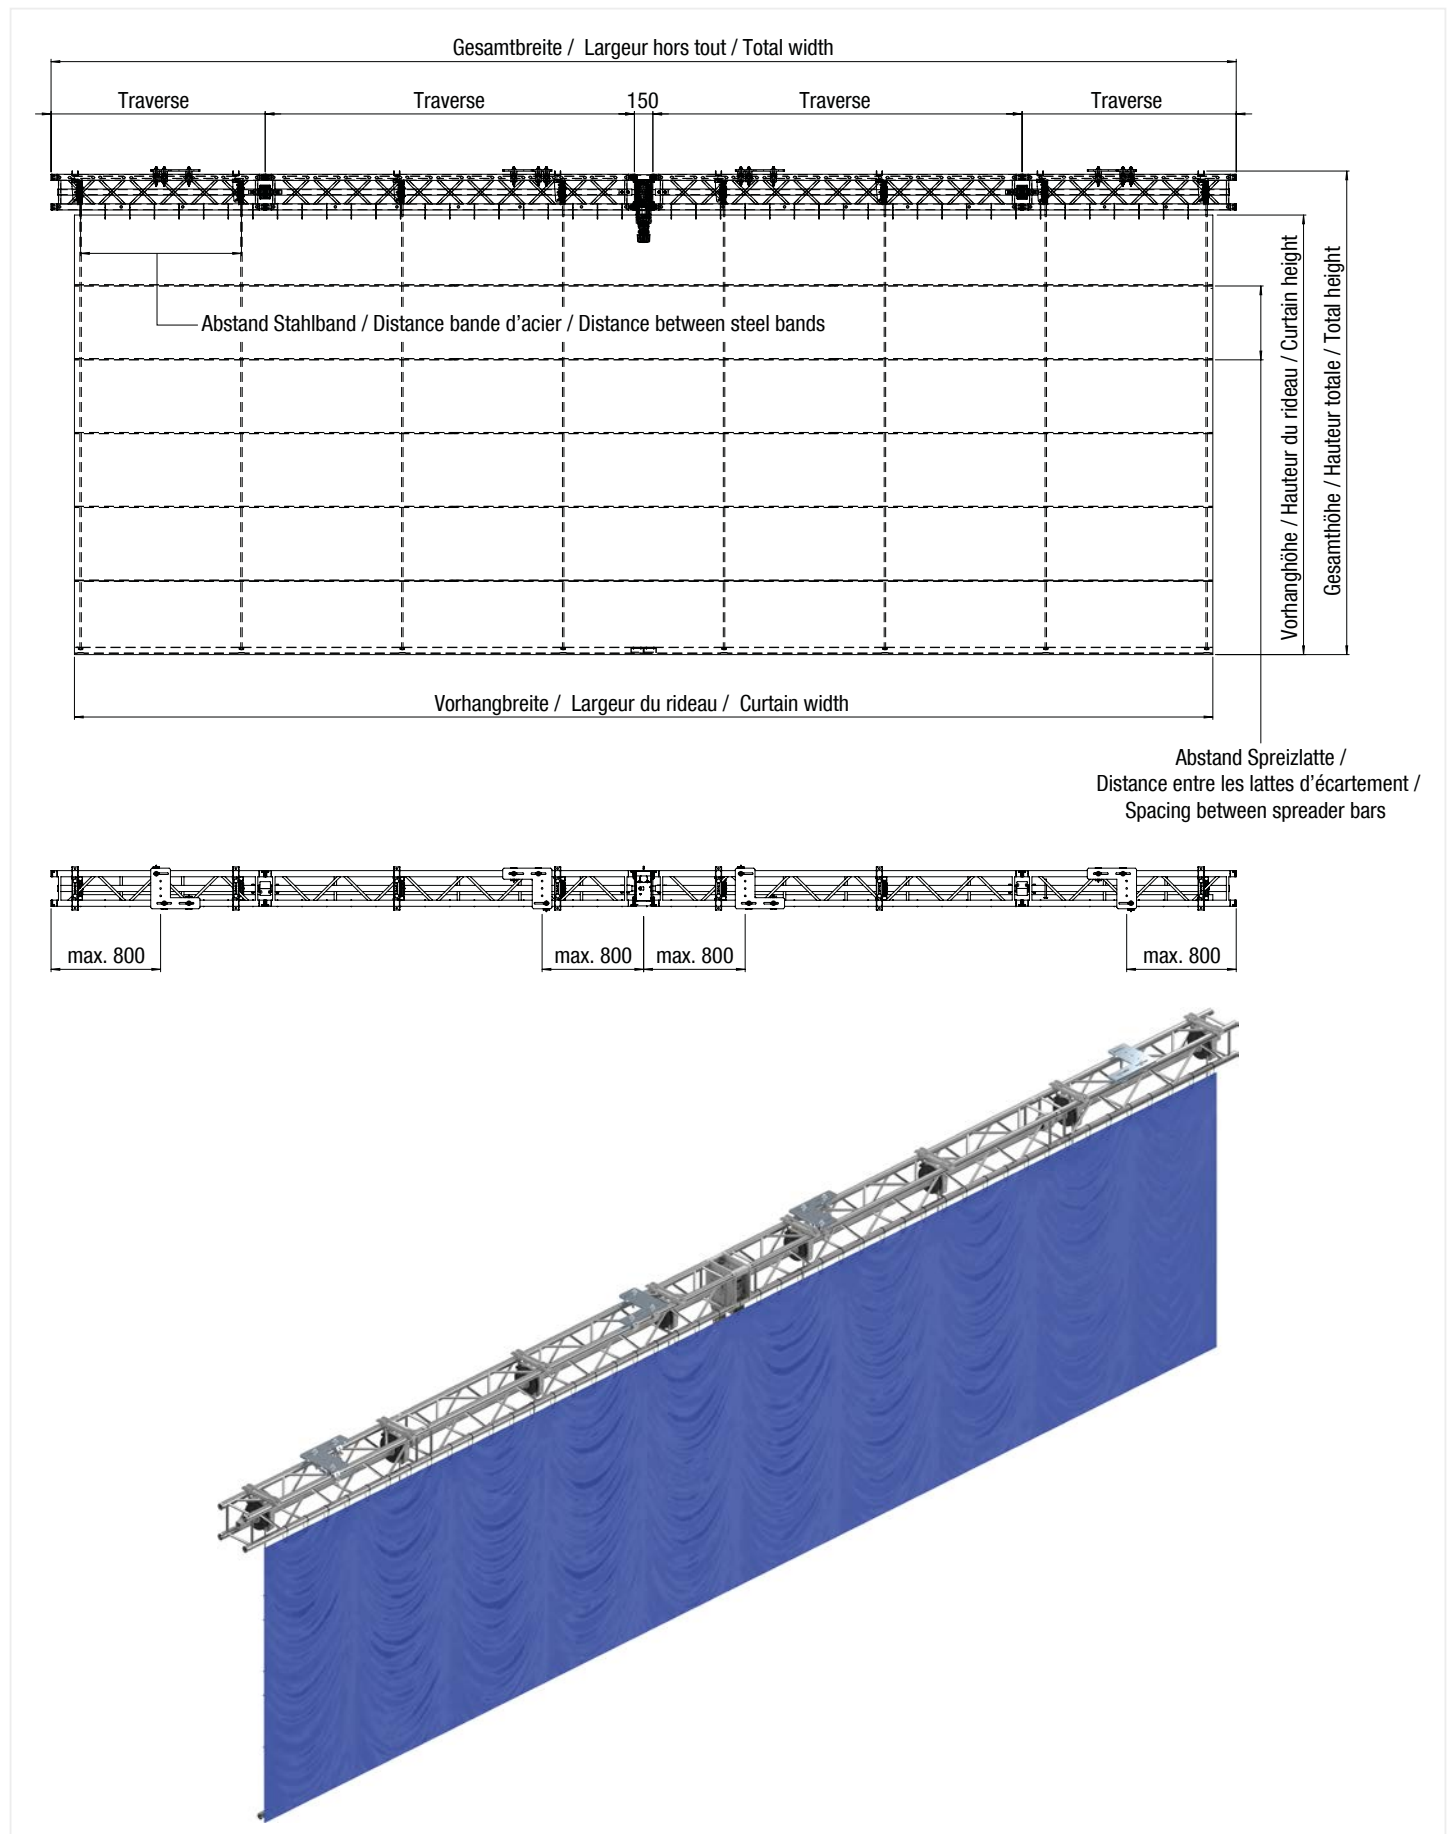 Gesamtbreite / Largeur hors tout / Total width
Traverse
Traverse
150
Traverse
Traverse
Abstand Stahlband / Distance bande d'acier / Distance between steel bands
Vorhanghöhe / Hauteur du rideau / Curtain height
Gesamthöhe / Hauteur totale / Total height
Vorhangbreite / Largeur du rideau / Curtain width
Abstand Spreizlatte /
Distance entre les lattes d'écartement /
Spacing between spreader bars
max. 800
max. 800
max. 800
max. 800